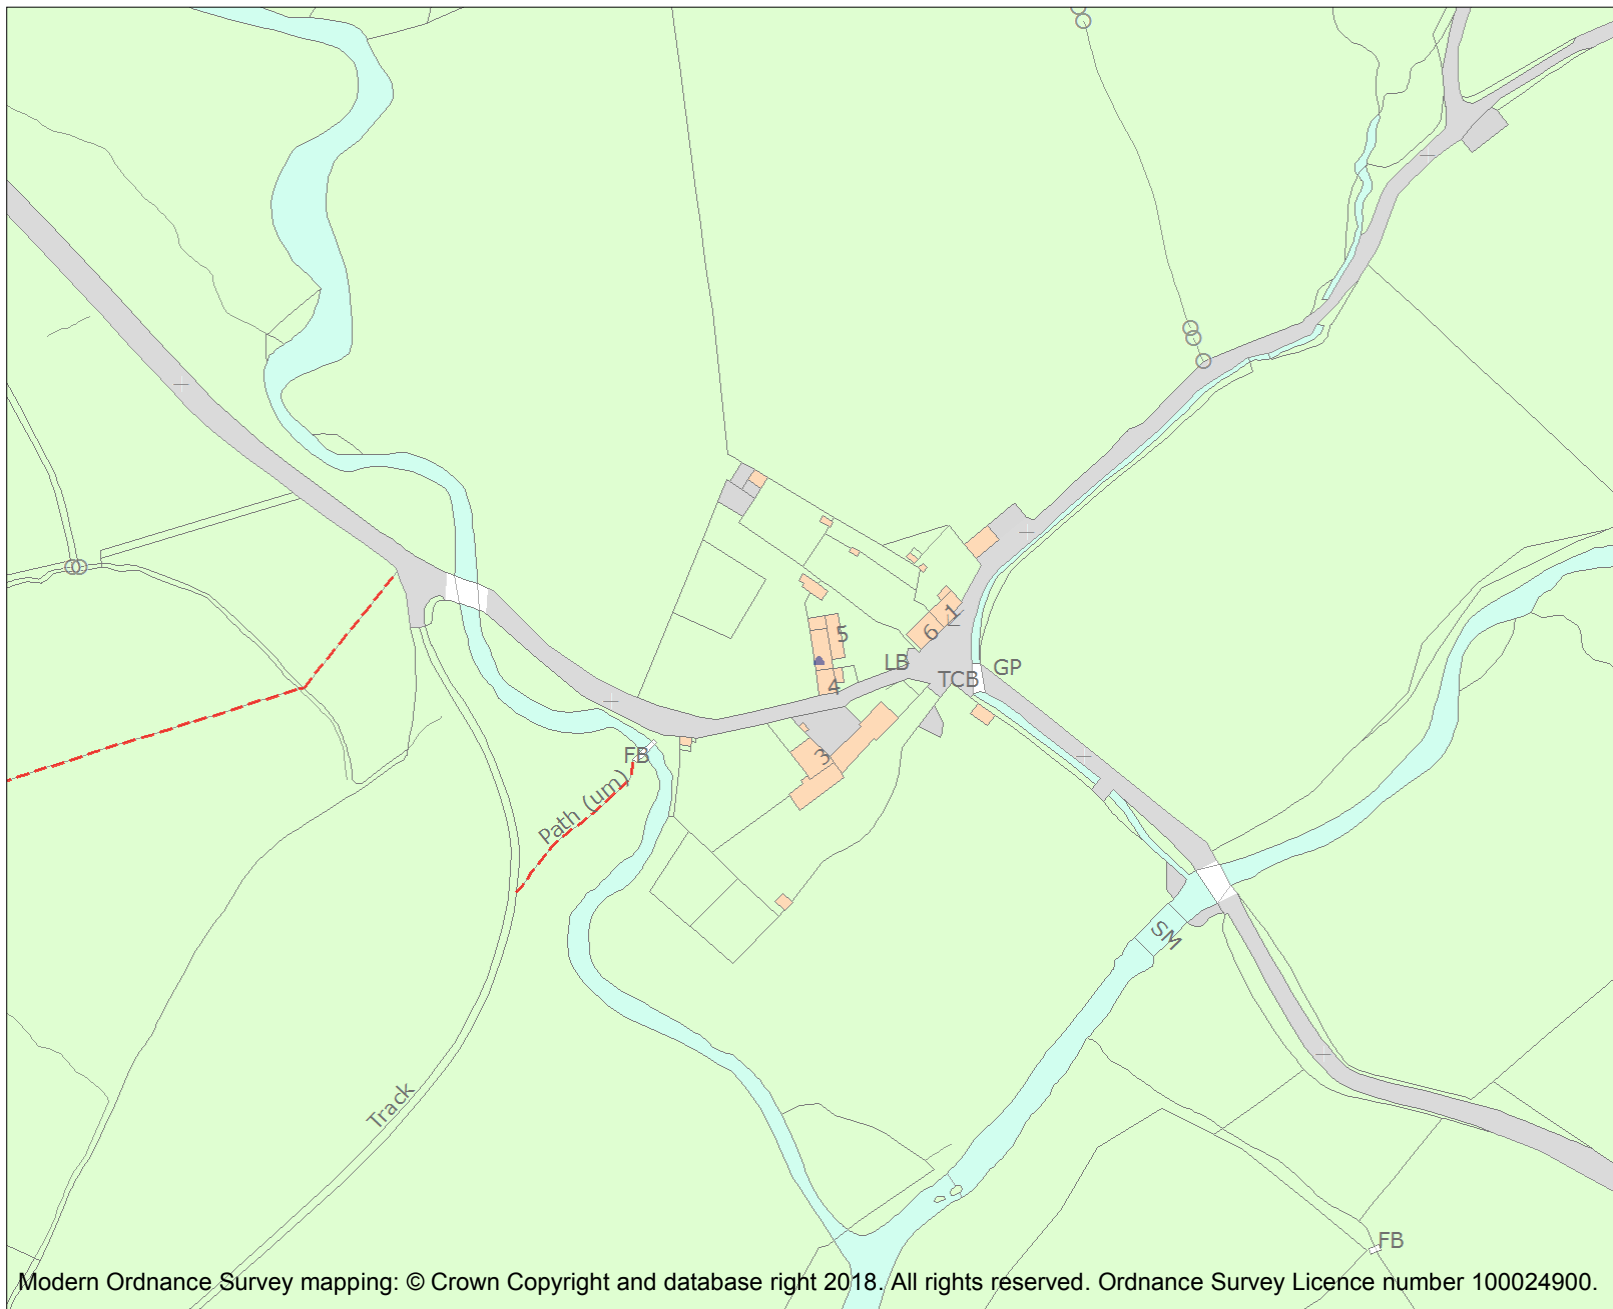 1
6
5
LB
GP
TCB
4
FB
3
Path (um)
SM
Track
FB
Modern Ordnance Survey mapping: © Crown Copyright and database right 2018. All rights reserved. Ordnance Survey Licence number 100024900.